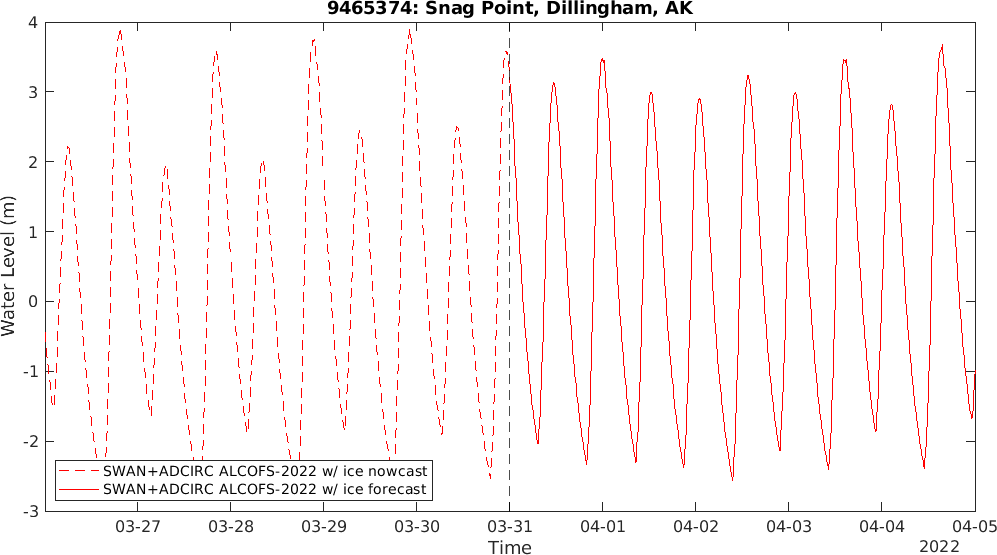 9465374: Snag Point, Dillingham, AK
Water Level (m)
4
3
2
1
0
-1
-2
-3
SWAN+ADCIRC ALCOFS-2022 w/ ice nowcast
SWAN+ADCIRC ALCOFS-2022 w/ ice forecast
03-27 03-28 03-29 03-30 03-31 04-01 04-02 04-03 04-04 04-05
Time
2022